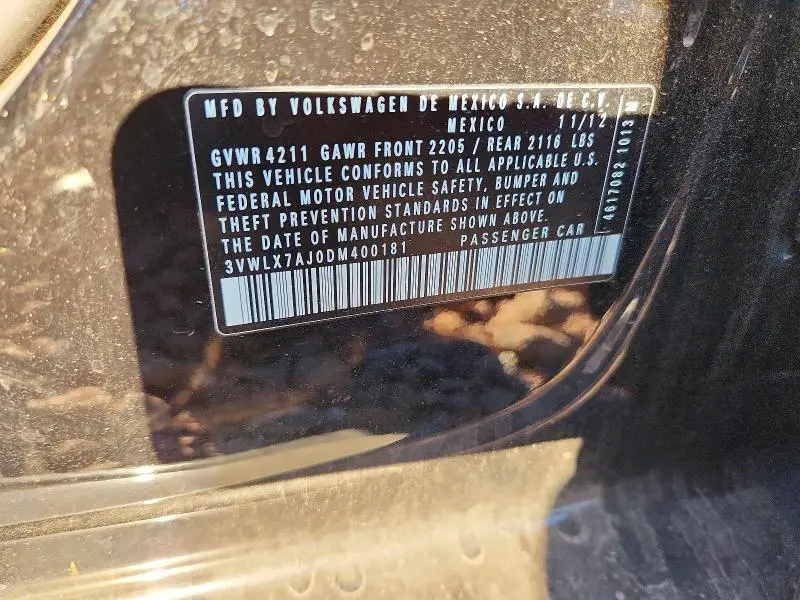 MFD BY VOLKSWAGEN DE MEXICO S.A. DE C.V.
MEXICO 11/12
GVWR 4211 GAWR FRONT 2205 / REAR 2116 LBS
THIS VEHICLE CONFORMS TO ALL APPLICABLE U.S.
FEDERAL MOTOR VEHICLE SAFETY, BUMPER AND
THEFT PREVENTION STANDARDS IN EFFECT ON
THE DATE OF MANUFACTURE SHOWN ABOVE.
3VWLX7AJ0DM400181 PASSENGER CAR
4617082 1013 M